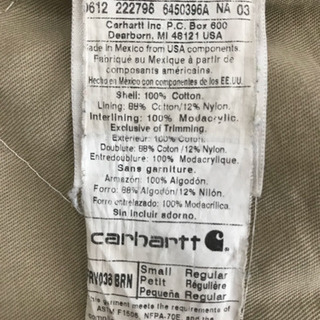 0612 222796 6450396A NA 03
Carhartt Inc. P.C. Box 600
Dearborn, MI 48121 USA
Made in Mexico from USA components.
Fabriqué au Mexique à partir de
composants américains.
Hecho en México con componentes de los EE.UU.
Shell: 100% Cotton.
Lining: 88% Cotton/12% Nylon.
Interlining: 100% Modacrylic.
Exclusive of Trimming.
Extérieur: 100% Coton.
Doublure: 88% Coton/12% Nylon.
Entredoublure: 100% Modacrylique.
Sans garniture.
Armazón: 100% Algodón.
Forro: 88% Algodón/12% Nilón.
Forro enstretelado: 100% Modacrílica.
Sin incluir adorno.
carhartt
FRV038 BRN Small Regular
Petit Régulière
Pequeña Regular
This garment meets the requirements of
ASTM F1506, NFPA-70E